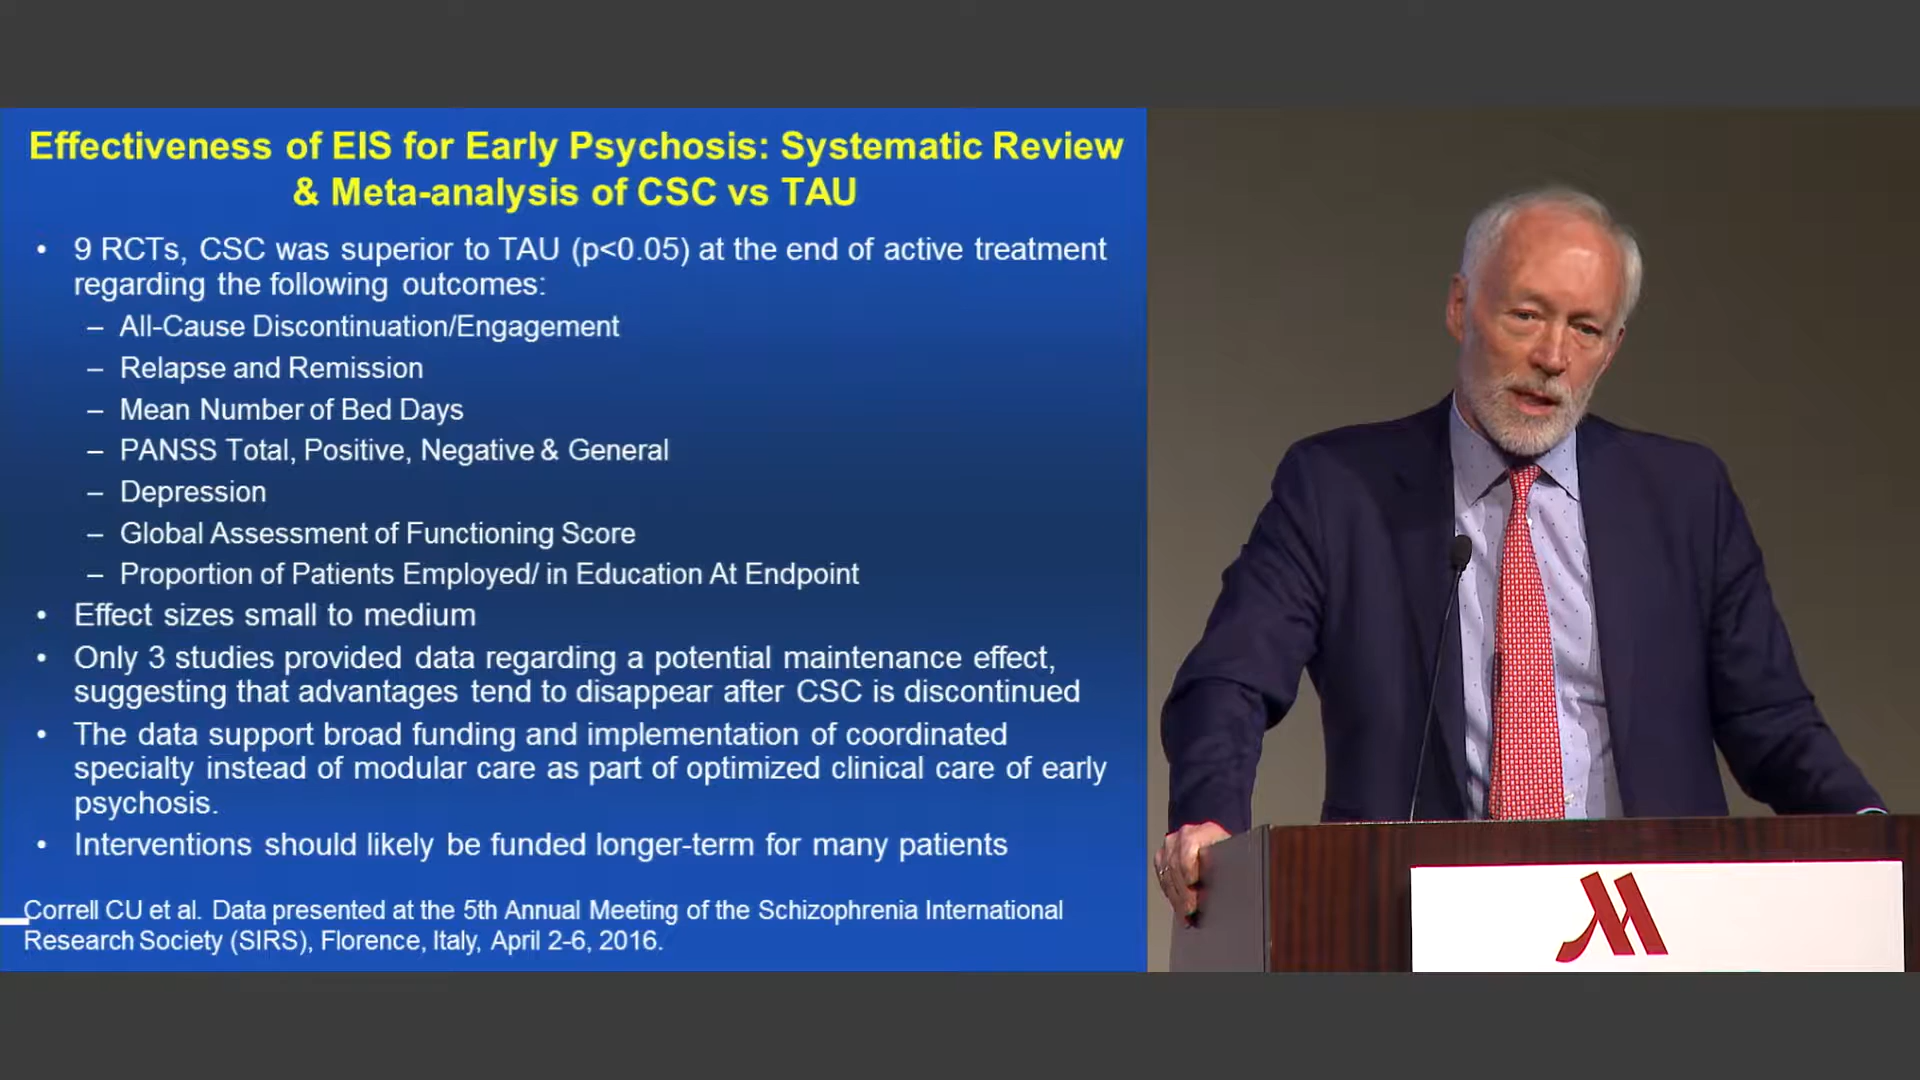 Effectiveness of EIS for Early Psychosis: Systematic Review
& Meta-analysis of CSC vs TAU
• 9 RCTs, CSC was superior to TAU (p<0.05) at the end of active treatment
regarding the following outcomes:
– All-Cause Discontinuation/Engagement
– Relapse and Remission
– Mean Number of Bed Days
– PANSS Total, Positive, Negative & General
– Depression
– Global Assessment of Functioning Score
– Proportion of Patients Employed/ in Education At Endpoint
• Effect sizes small to medium
• Only 3 studies provided data regarding a potential maintenance effect,
suggesting that advantages tend to disappear after CSC is discontinued
• The data support broad funding and implementation of coordinated
specialty instead of modular care as part of optimized clinical care of early
psychosis.
• Interventions should likely be funded longer-term for many patients
Correll CU et al. Data presented at the 5th Annual Meeting of the Schizophrenia International
Research Society (SIRS), Florence, Italy, April 2-6, 2016.